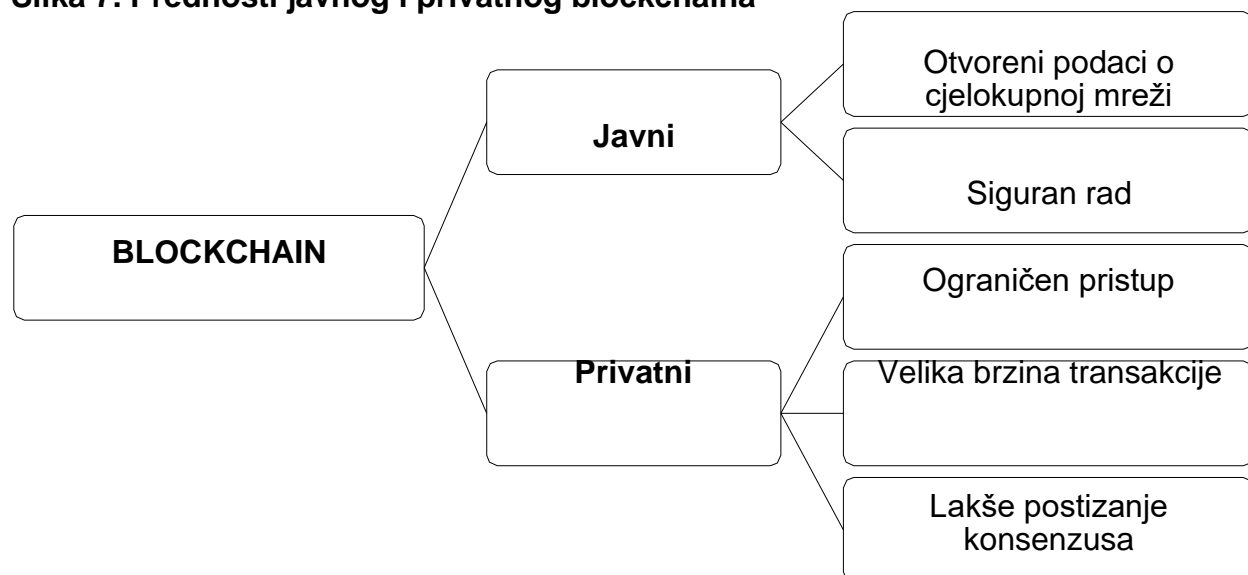 Slika 7. Prednosti javnog i privatnog blockchaina
Otvoreni podaci o
cjelokupnoj mreži
Javni
Siguran rad
BLOCKCHAIN
Ograničen pristup
Privatni
Velika brzina transakcije
Lakše postizanje
konsenzusa